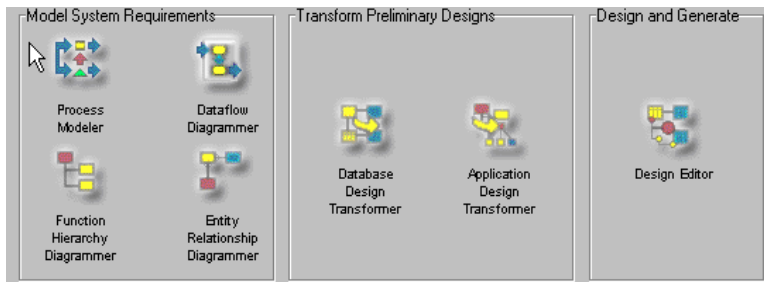 Model System Requirements
Process
Modeler
Dataflow
Diagrammer
Function
Hierarchy
Diagrammer
Entity
Relationship
Diagrammer
Transform Preliminary Designs
Database
Design
Transformer
Application
Design
Transformer
Design and Generate
Design Editor